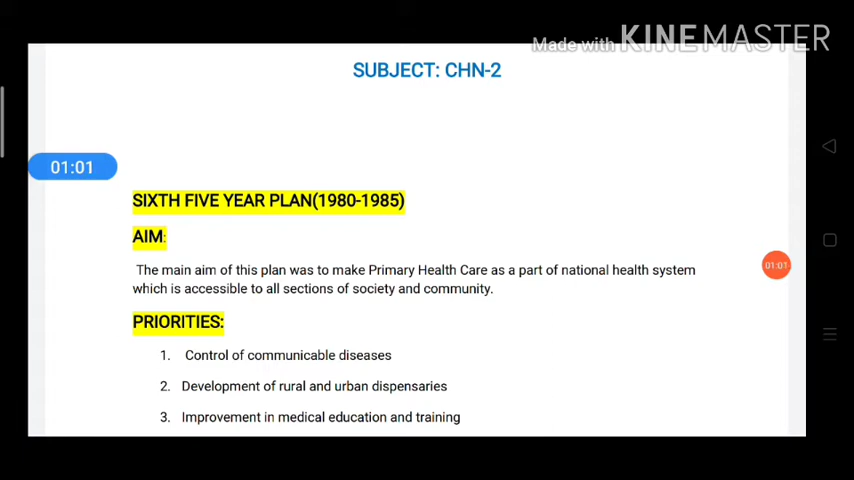 Made with KINEMASTER
SUBJECT: CHN-2
01:01
SIXTH FIVE YEAR PLAN(1980-1985)
AIM:
01:01
The main aim of this plan was to make Primary Health Care as a part of national health system
which is accessible to all sections of society and community.
PRIORITIES:
1. Control of communicable diseases
2. Development of rural and urban dispensaries
3. Improvement in medical education and training